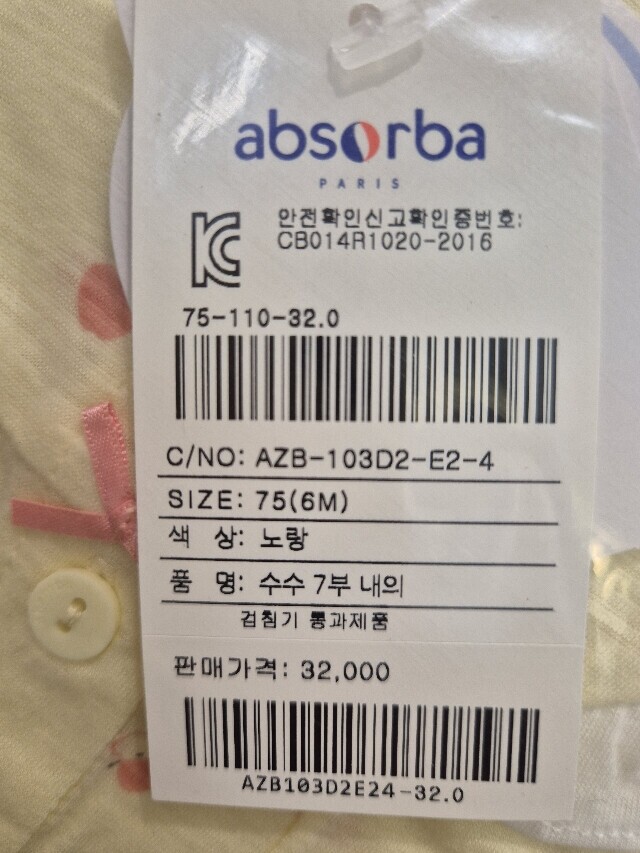 absorba
PARIS
안전확인신고확인증번호:
CB014R1020-2016
75-110-32.0
C/NO: AZB-103D2-E2-4
SIZE: 75(6M)
색 상: 노랑
품 명: 수수 7부 내의
검침기 통과제품
판매가격: 32,000
AZB103D2E24-32.0